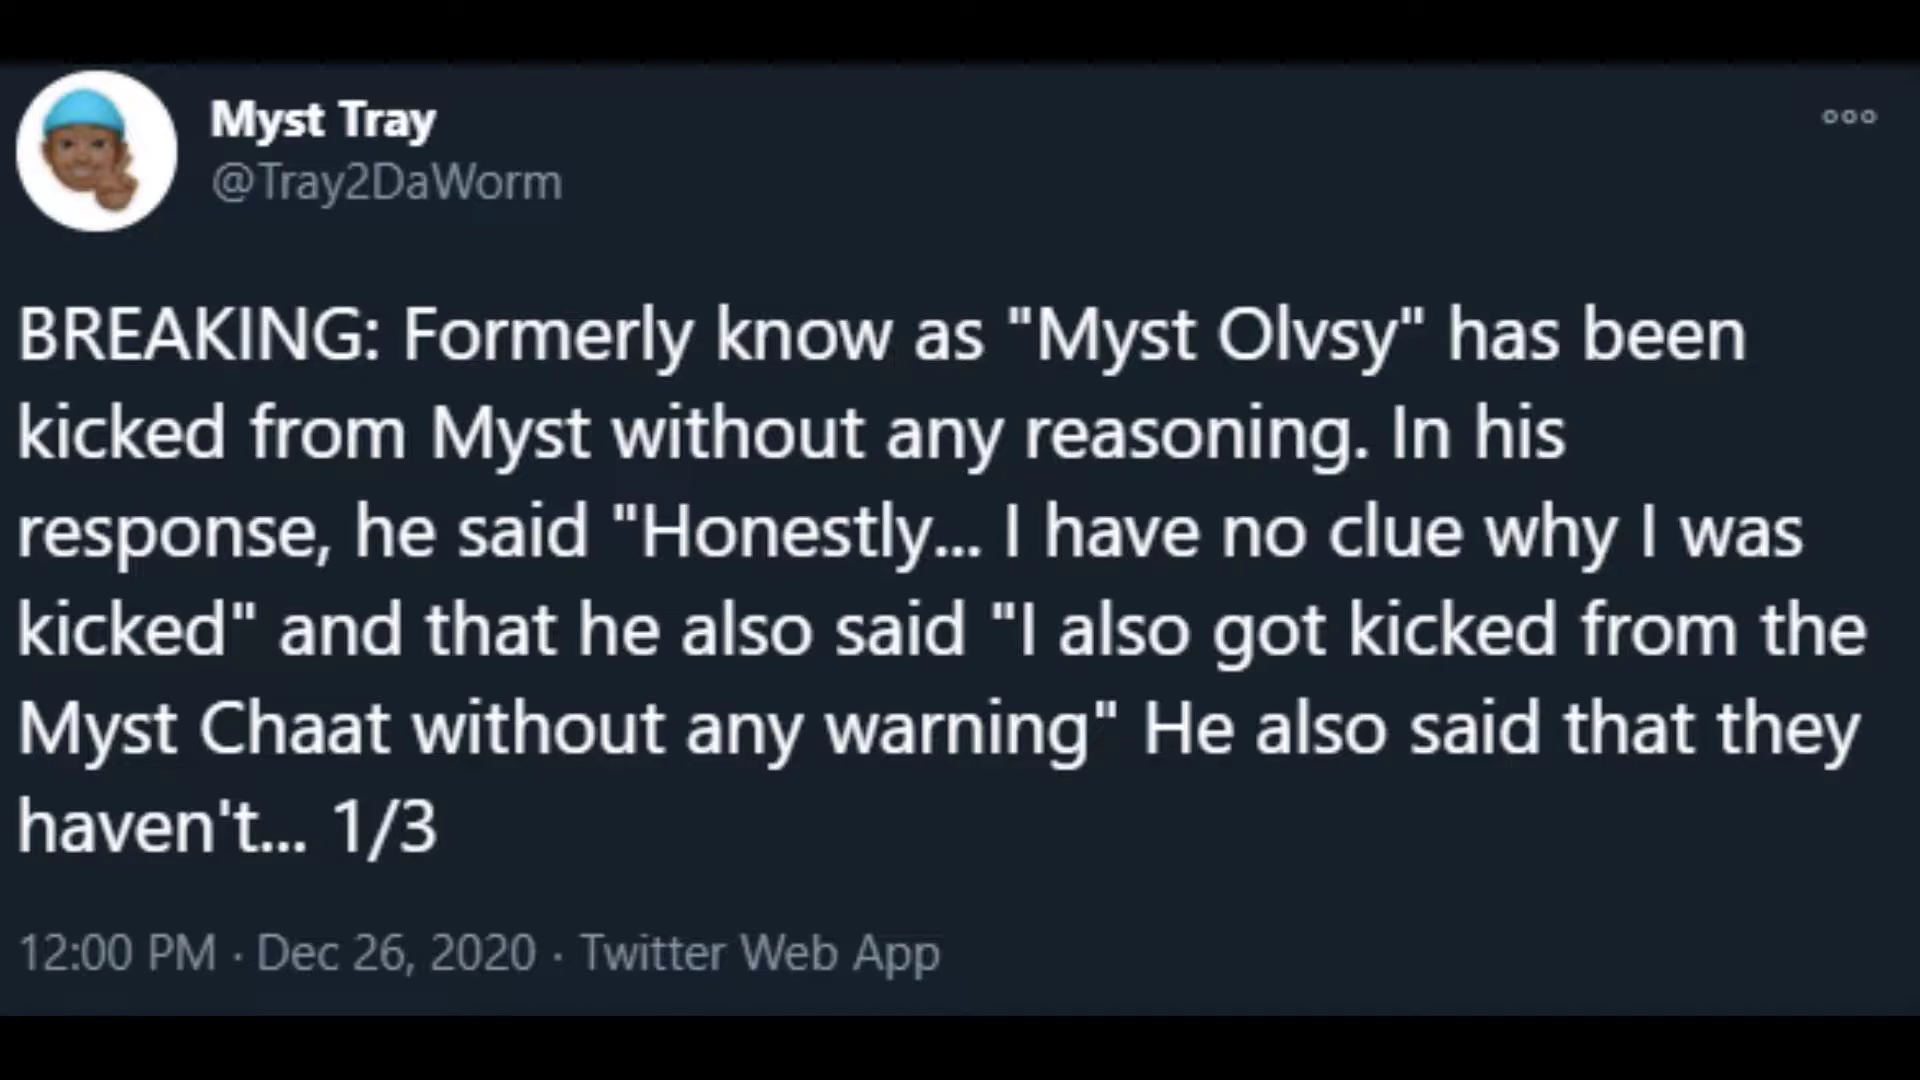 Myst Tray
@Tray2DaWorm
BREAKING: Formerly know as "Myst Olvsy" has been
kicked from Myst without any reasoning. In his
response, he said "Honestly... I have no clue why I was
kicked" and that he also said "I also got kicked from the
Myst Chaat without any warning" He also said that they
haven't... 1/3
12:00 PM · Dec 26, 2020 · Twitter Web App